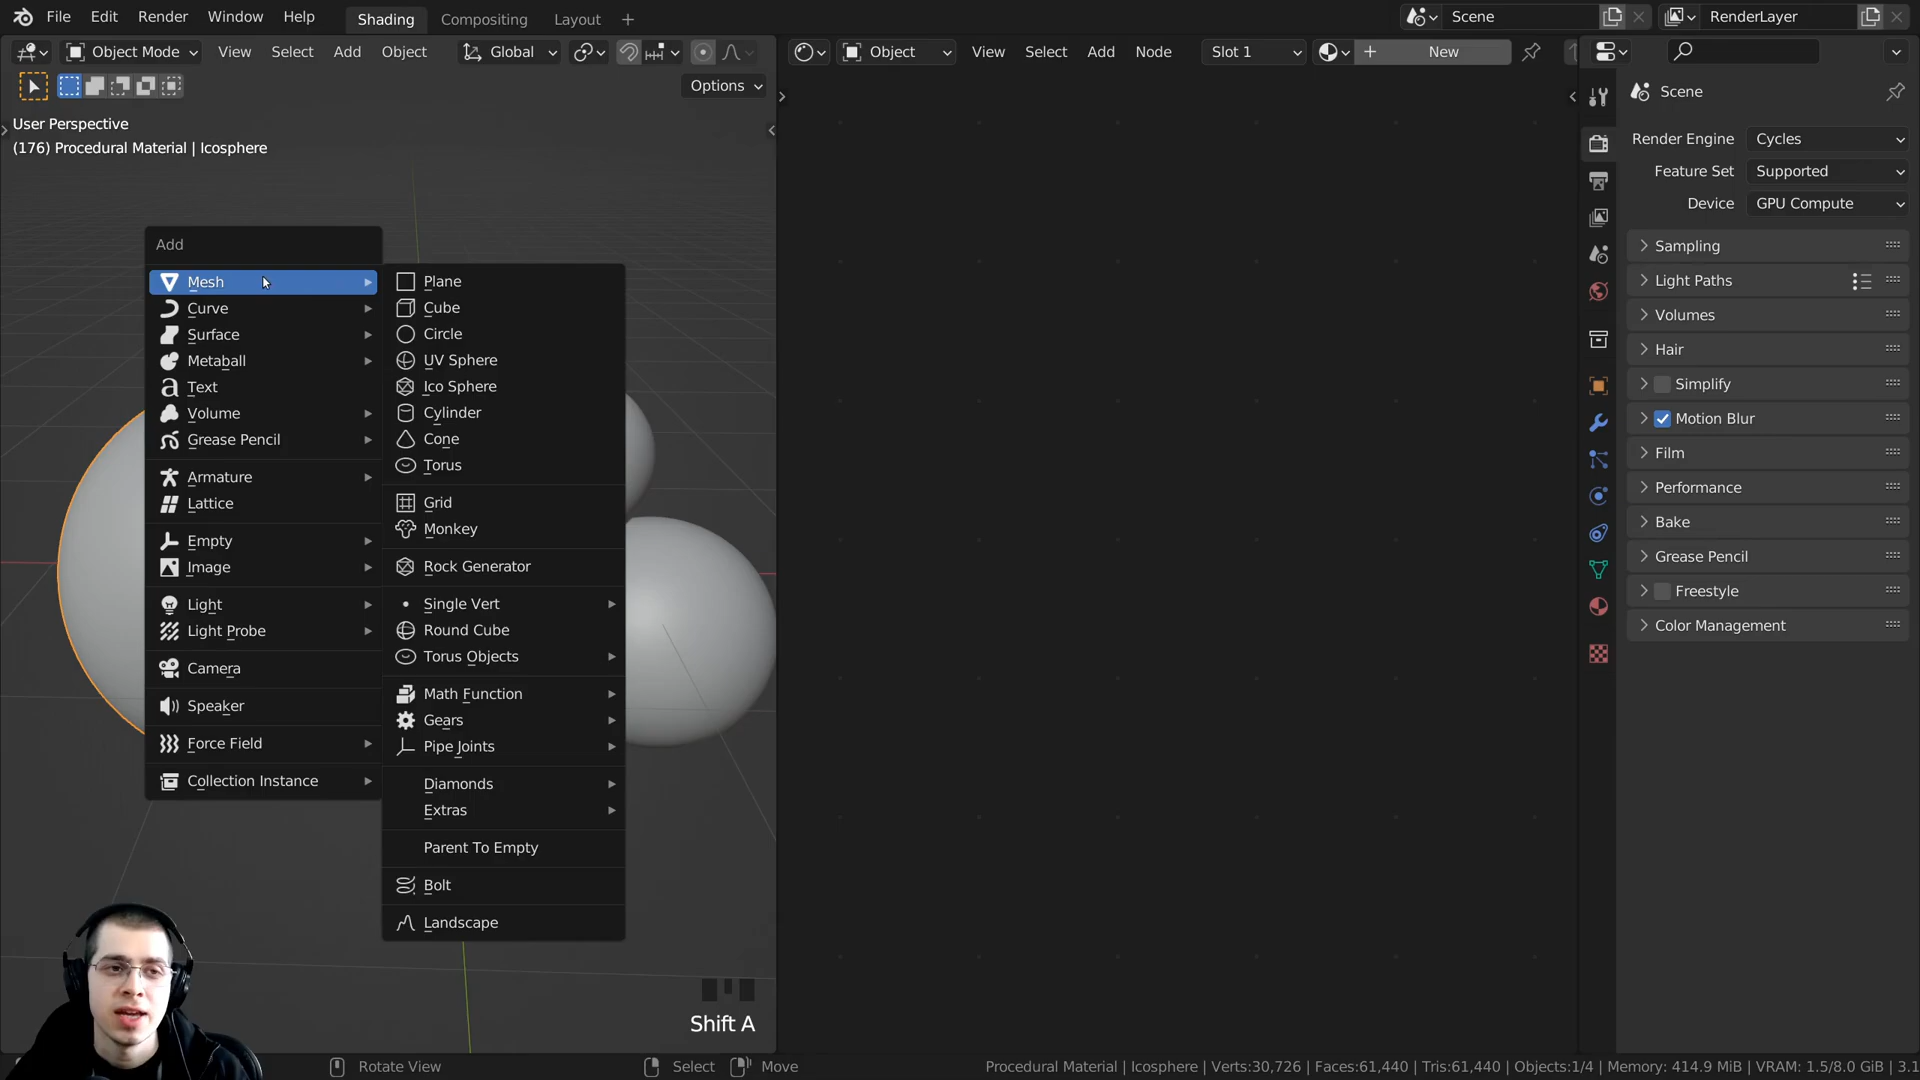 File Edit Render Window Help Shading Compositing Layout + Scene RenderLayer
Object Mode View Select Add Object Global Object View Select Add Node Slot 1 New
Options
User Perspective
(176) Procedural Material | Icosphere
Add
Mesh
Curve
Surface
Metaball
Text
Volume
Grease Pencil
Armature
Lattice
Empty
Image
Light
Light Probe
Camera
Speaker
Force Field
Collection Instance
Plane
Cube
Circle
UV Sphere
Ico Sphere
Cylinder
Cone
Torus
Grid
Monkey
Rock Generator
Single Vert
Round Cube
Torus Objects
Math Function
Gears
Pipe Joints
Diamonds
Extras
Parent To Empty
Bolt
Landscape
Shift A
Scene
Render Engine Cycles
Feature Set Supported
Device GPU Compute
Sampling
Light Paths
Volumes
Hair
Simplify
Motion Blur
Film
Performance
Bake
Grease Pencil
Freestyle
Color Management
Rotate View Select Move Procedural Material | Icosphere | Verts:30,726 | Faces:61,440 | Tris:61,440 | Objects:1/4 | Memory: 414.9 MiB | VRAM: 1.5/8.0 GiB | 3.1